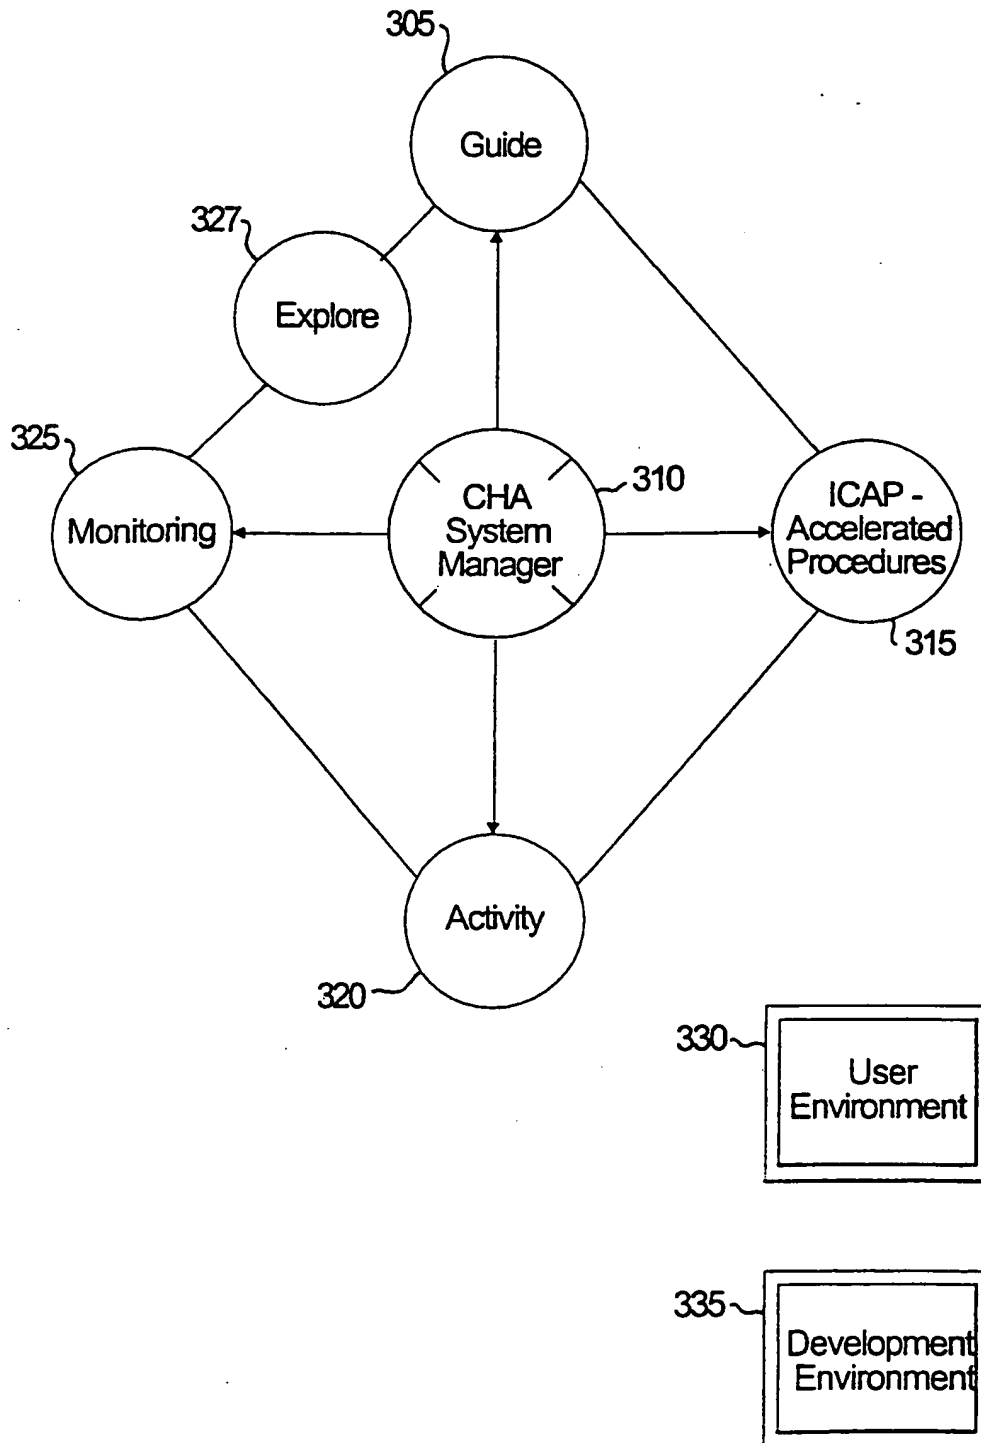 305
Guide
327
Explore
325
Monitoring
CHA
System
Manager
310
ICAP -
Accelerated
Procedures
315
Activity
320
330
User
Environment
335
Development
Environment